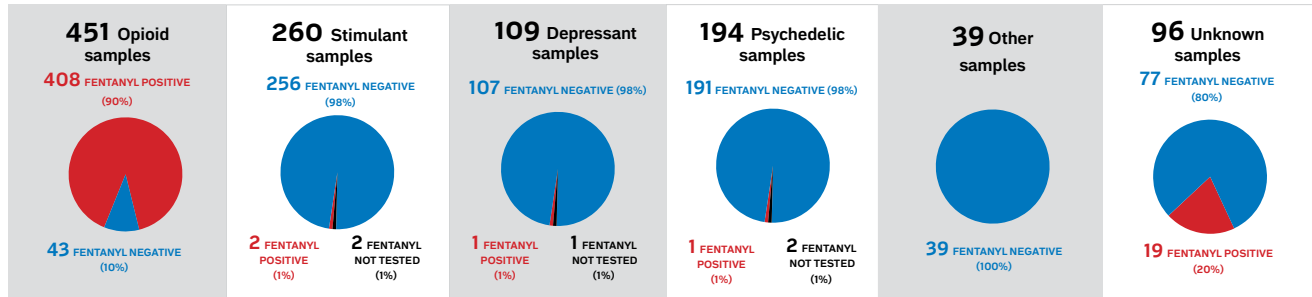 451 Opioid
samples
408 FENTANYL POSITIVE
(90%)
43 FENTANYL NEGATIVE
(10%)
260 Stimulant
samples
256 FENTANYL NEGATIVE
(98%)
2 FENTANYL
POSITIVE
(1%)
2 FENTANYL
NOT TESTED
(1%)
109 Depressant
samples
107 FENTANYL NEGATIVE (98%)
1 FENTANYL
POSITIVE
(1%)
1 FENTANYL
NOT TESTED
(1%)
194 Psychedelic
samples
191 FENTANYL NEGATIVE (98%)
1 FENTANYL
POSITIVE
(1%)
2 FENTANYL
NOT TESTED
(1%)
39 Other
samples
39 FENTANYL NEGATIVE
(100%)
96 Unknown
samples
77 FENTANYL NEGATIVE
(80%)
19 FENTANYL POSITIVE
(20%)